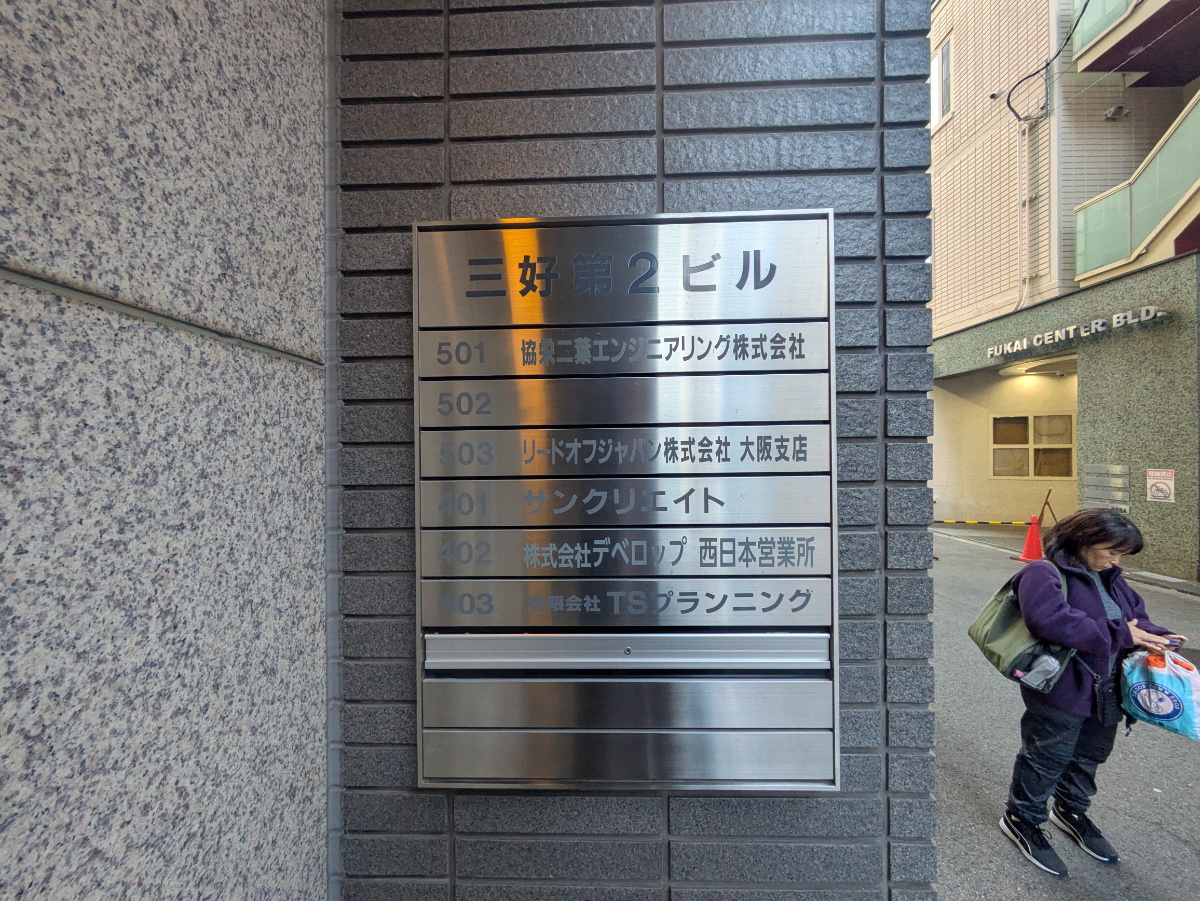 三好第2ビル
501 協栄二葉エンジニアリング株式会社
502
503 リードオフジャパン株式会社 大阪支店
401 サンクリエイト
402 株式会社デベロップ 西日本営業所
403 有限会社 TSプランニング
FUKAI CENTER BLDG